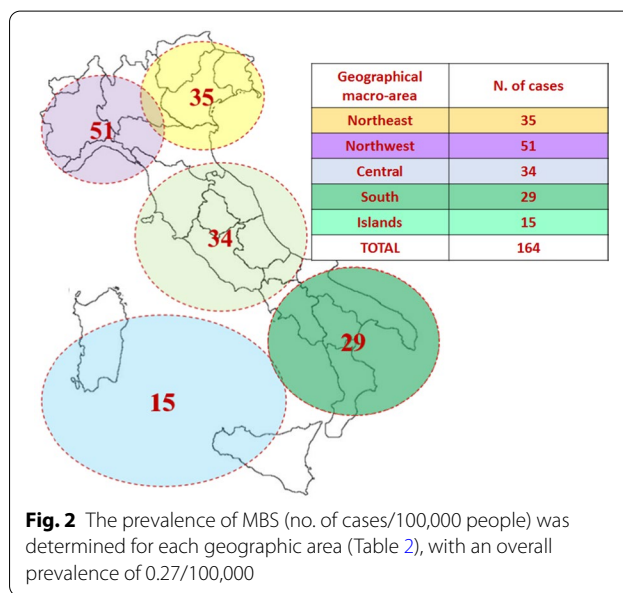 35
51
34
29
15
Geographical macro-area N. of cases
Northeast 35
Northwest 51
Central 34
South 29
Islands 15
TOTAL 164
Fig. 2 The prevalence of MBS (no. of cases/100,000 people) was
determined for each geographic area (Table 2), with an overall
prevalence of 0.27/100,000